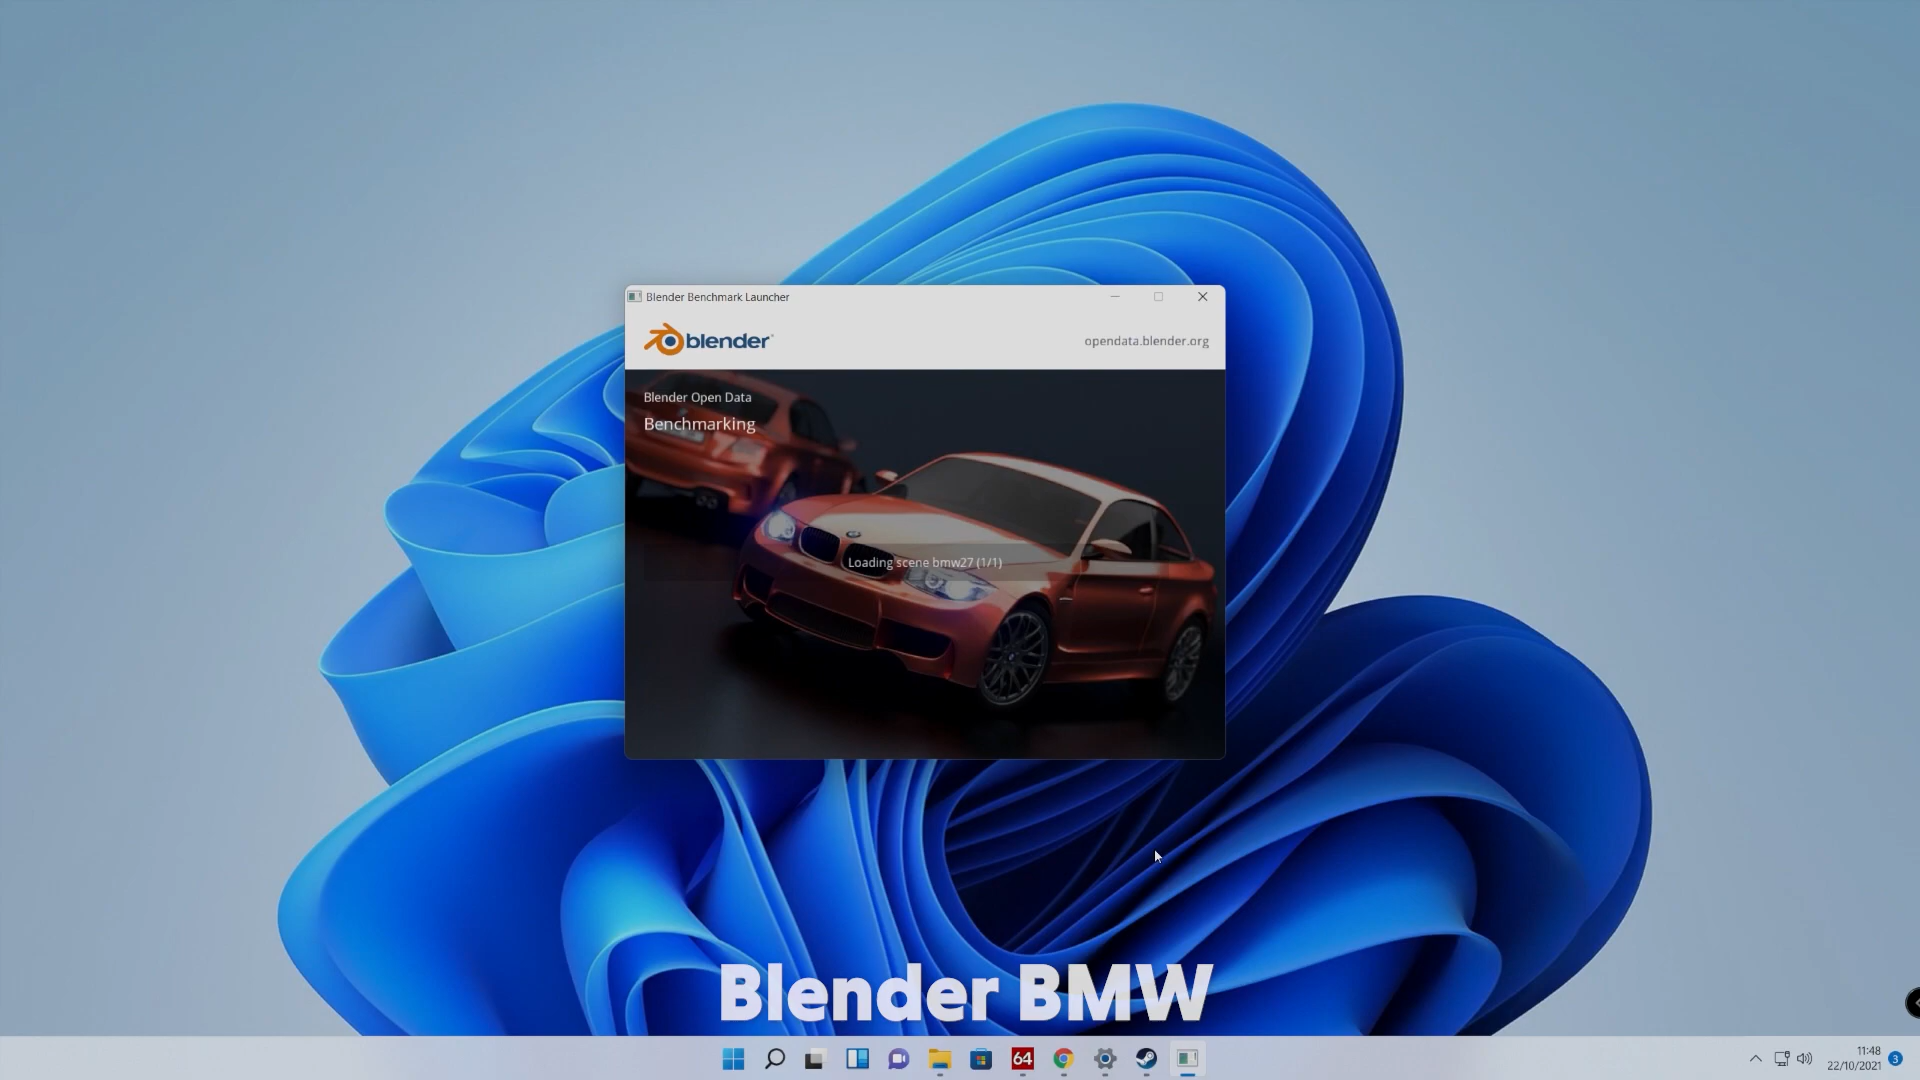 Blender Benchmark Launcher
blender
opendata.blender.org
Blender Open Data
Benchmarking
Loading scene bmw27 (1/1)
Blender BMW
64
11:48
22/10/2021
3